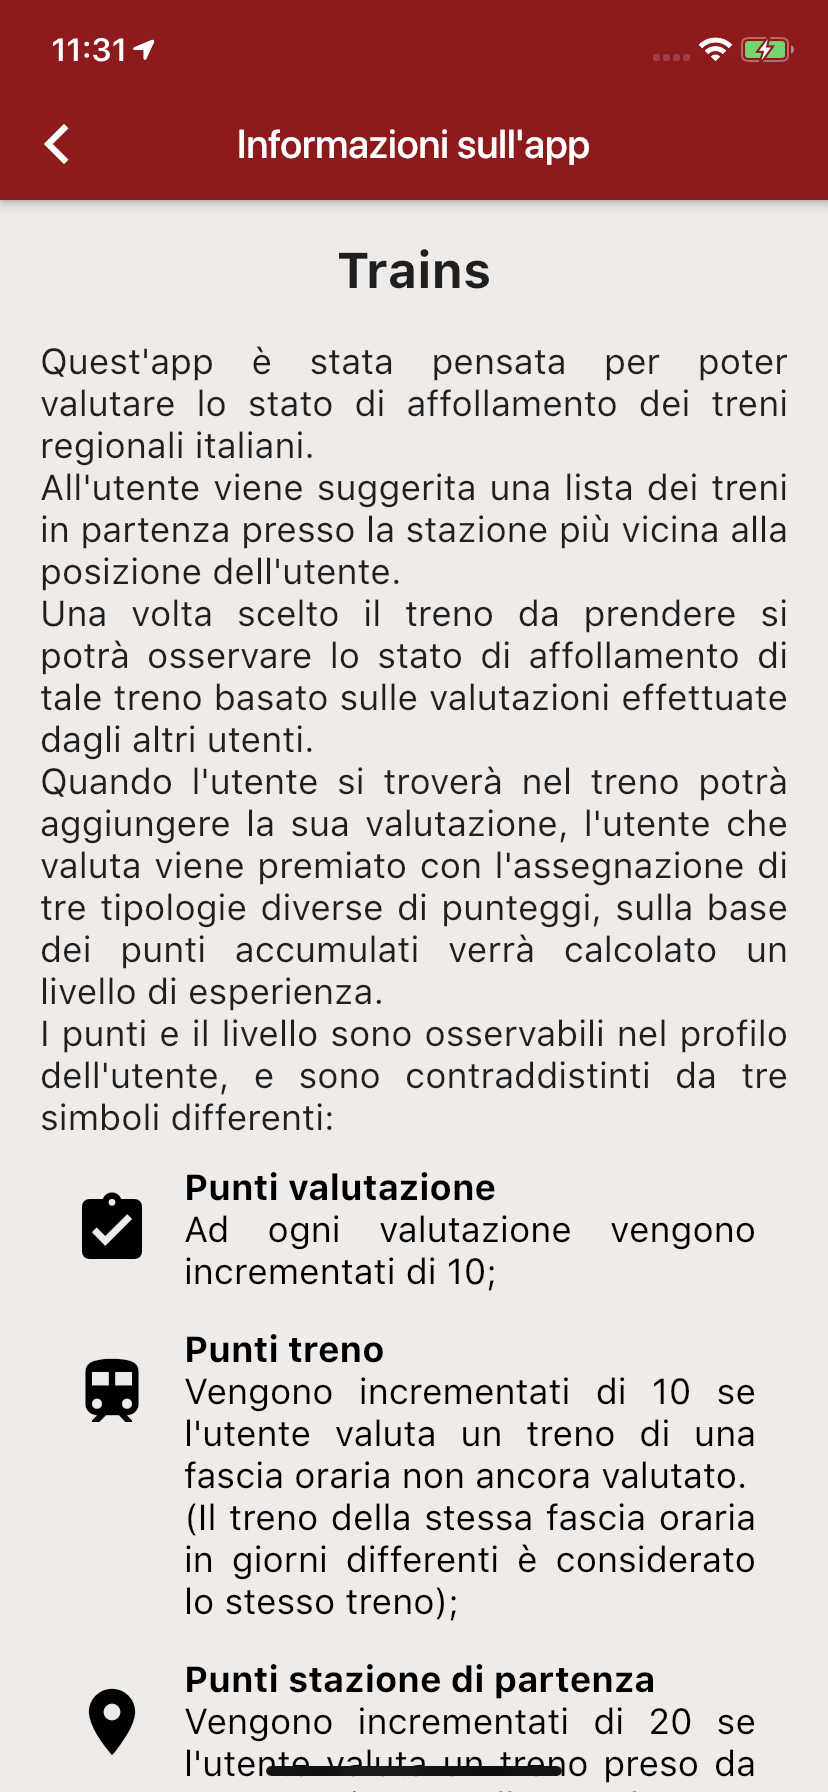 11:31
Informazioni sull'app
Trains
Quest'app è stata pensata per poter
valutare lo stato di affollamento dei treni
regionali italiani.
All'utente viene suggerita una lista dei treni
in partenza presso la stazione più vicina alla
posizione dell'utente.
Una volta scelto il treno da prendere si
potrà osservare lo stato di affollamento di
tale treno basato sulle valutazioni effettuate
dagli altri utenti.
Quando l'utente si troverà nel treno potrà
aggiungere la sua valutazione, l'utente che
valuta viene premiato con l'assegnazione di
tre tipologie diverse di punteggi, sulla base
dei punti accumulati verrà calcolato un
livello di esperienza.
I punti e il livello sono osservabili nel profilo
dell'utente, e sono contraddistinti da tre
simboli differenti:
Punti valutazione
Ad ogni valutazione vengono
incrementati di 10;
Punti treno
Vengono incrementati di 10 se
l'utente valuta un treno di una
fascia oraria non ancora valutato.
(Il treno della stessa fascia oraria
in giorni differenti è considerato
lo stesso treno);
Punti stazione di partenza
Vengono incrementati di 20 se
l'utente valuta un treno preso da